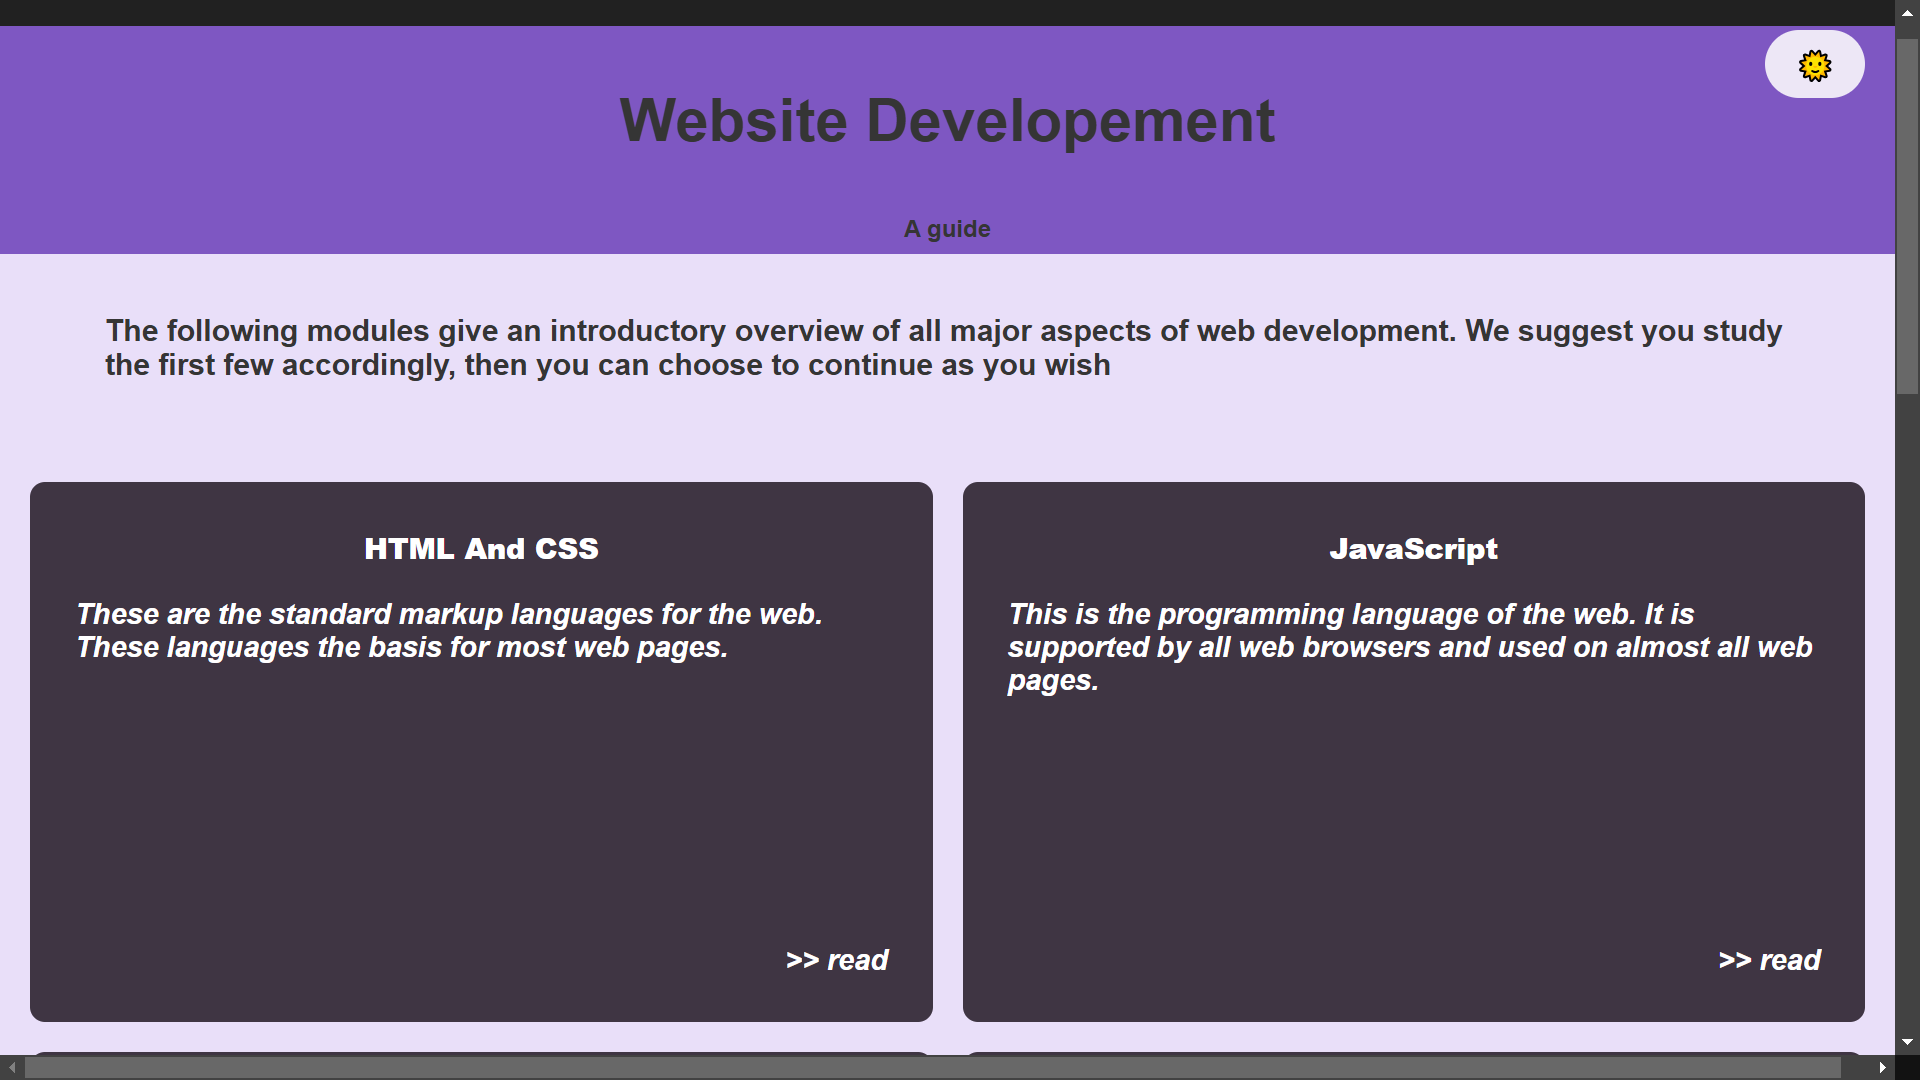 Website Developement
A guide
The following modules give an introductory overview of all major aspects of web development. We suggest you study
the first few accordingly, then you can choose to continue as you wish
HTML And CSS
These are the standard markup languages for the web.
These languages the basis for most web pages.
>> read
JavaScript
This is the programming language of the web. It is
supported by all web browsers and used on almost all web
pages.
>> read